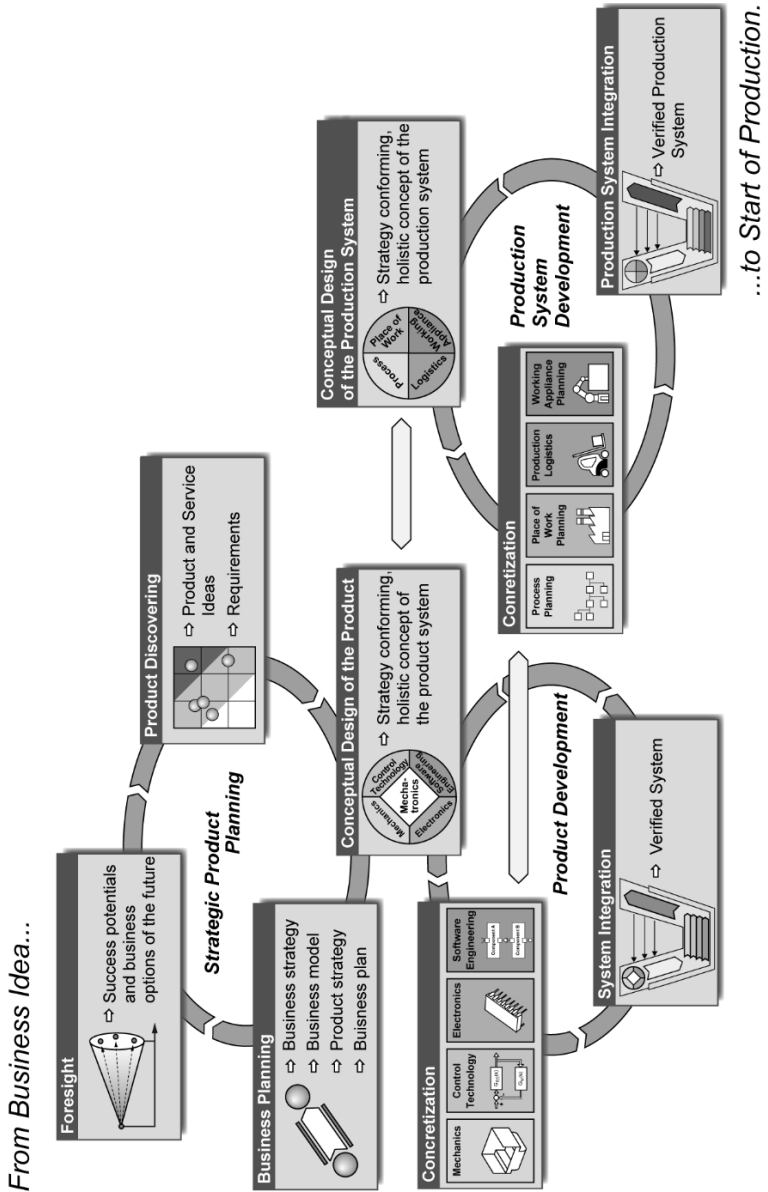 From Business Idea...
Foresight
⇨ Success potentials
and business
options of the future
Product Discovering
⇨ Product and Service
Ideas
⇨ Requirements
Strategic Product
Planning
Business Planning
⇨ Business strategy
⇨ Business model
⇨ Product strategy
⇨ Buisness plan
Conceptual Design of the Product
Mechanics
Control
Technology
Mecha-
tronics
Electronics
Software
Engineering
⇨ Strategy conforming,
holistic concept of
the product system
Conceptual Design
of the Production System
Process
Place of
Work
Logistics
Working
Appliance
⇨ Strategy conforming,
holistic concept of the
production system
Concretization
Mechanics
Control
Technology
Electronics
Software
Engineering
Component A
Component B
Product Development
System Integration
⇨ Verified System
Conretization
Process
Planning
Place of
Work
Planning
Production
Logistics
Working
Appliance
Planning
Production
System
Development
Production System Integration
⇨ Verified Production
System
...to Start of Production.